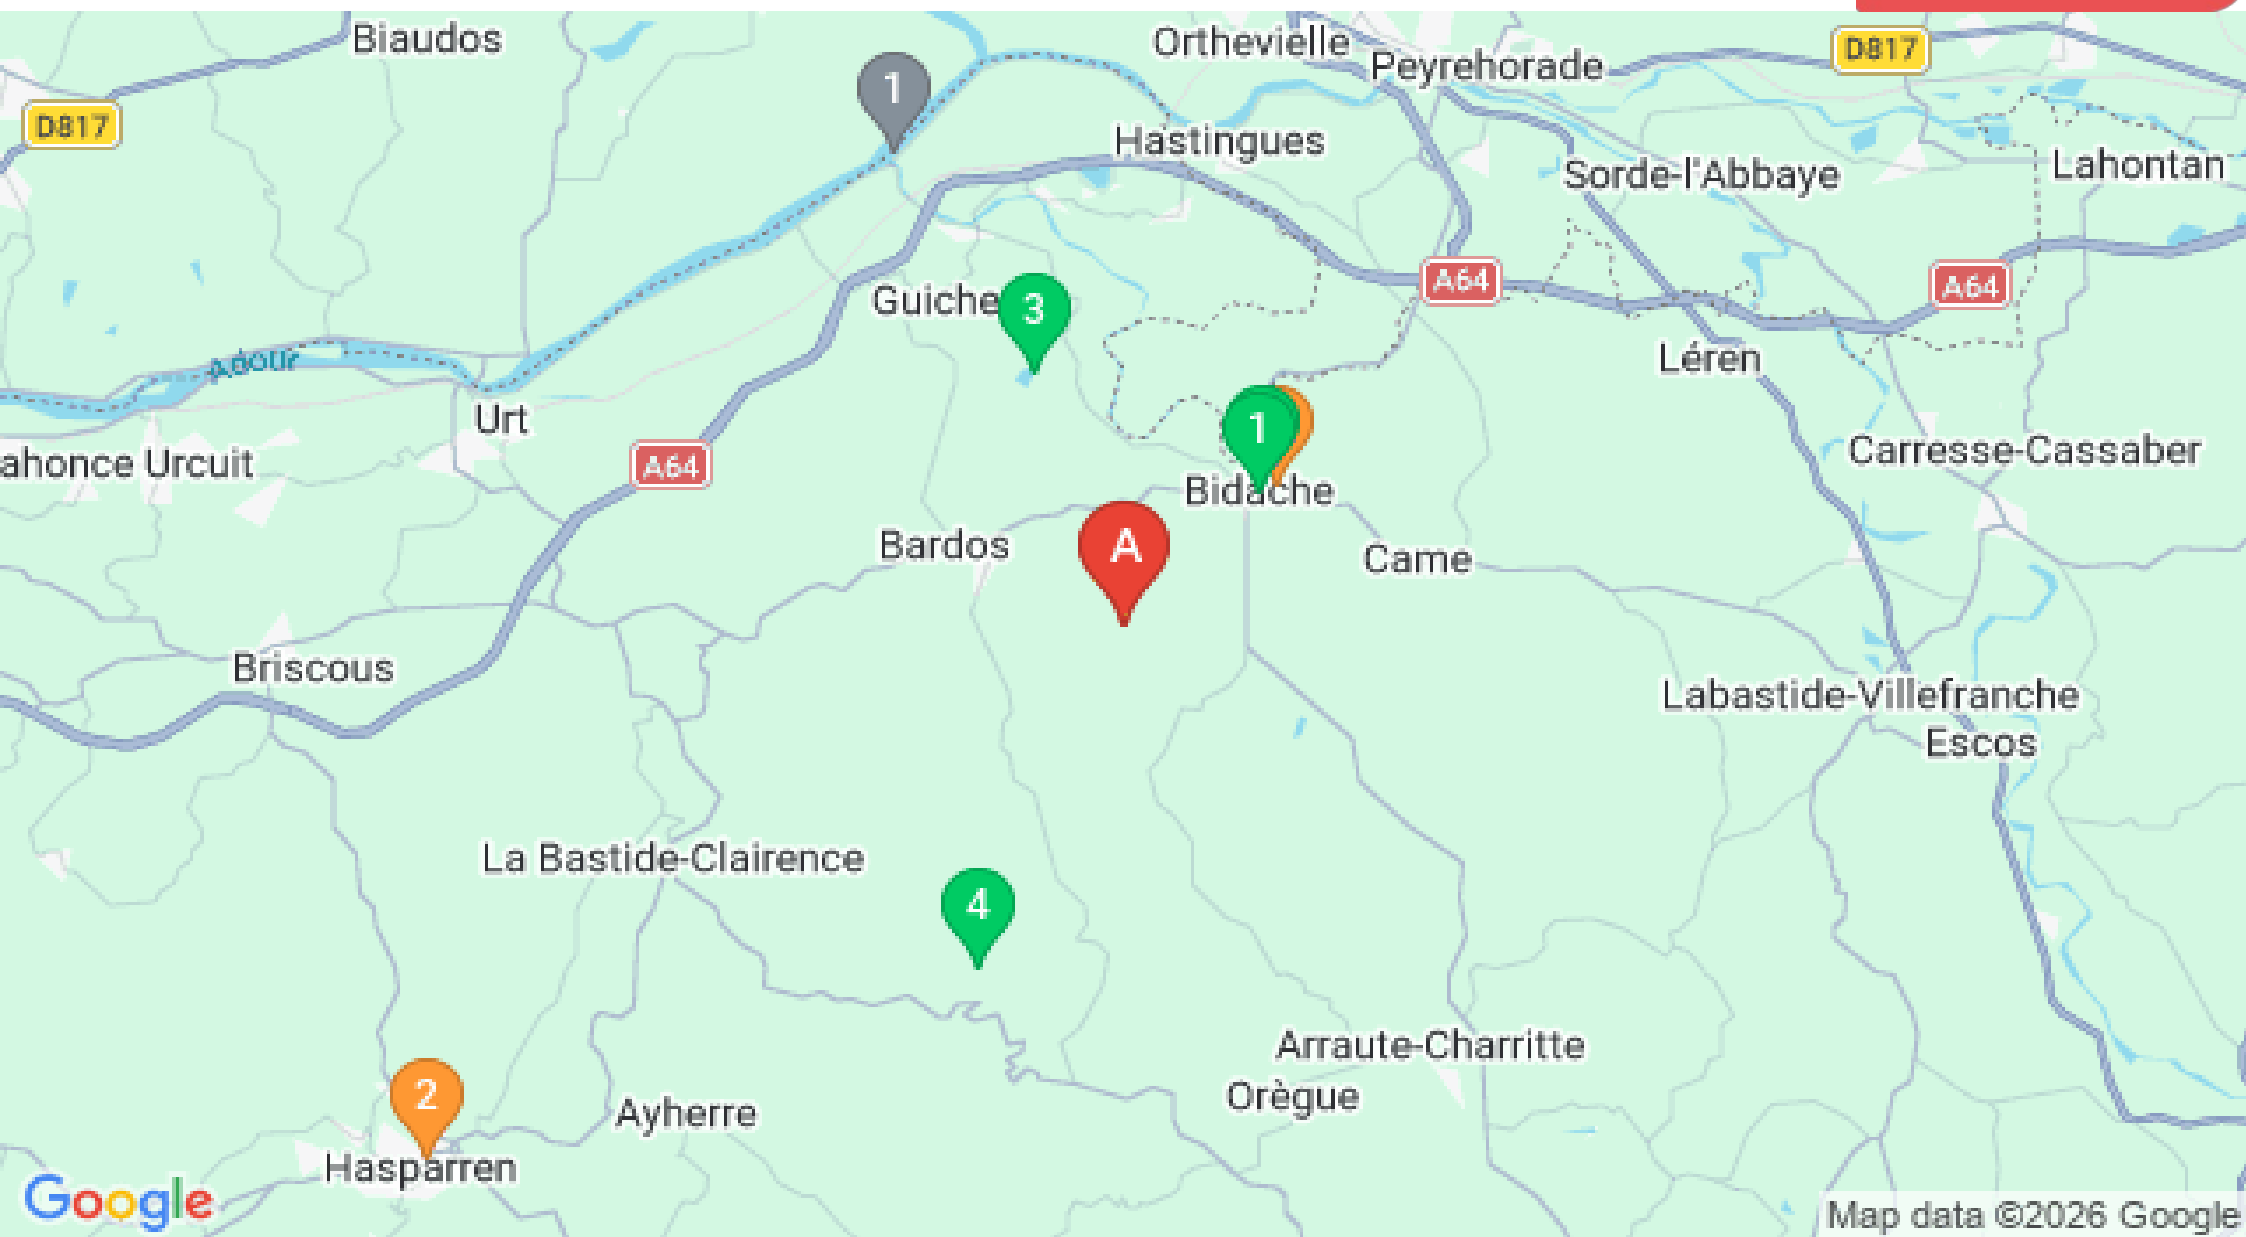 Biaudos
Orthevielle
D817
Peyrehorade
1
D817
Hastingues
Lahontan
Sorde-l'Abbaye
A64
A64
Guiche
3
Adour
Léren
Urt
1
Carresse-Cassaber
ahonce Urcuit
A64
Bidache
Bardos
A
Came
Briscous
Labastide-Villefranche
Escos
La Bastide-Clairence
4
Arraute-Charritte
2
Orègue
Ayherre
Hasparren
Google
Map data ©2026 Google